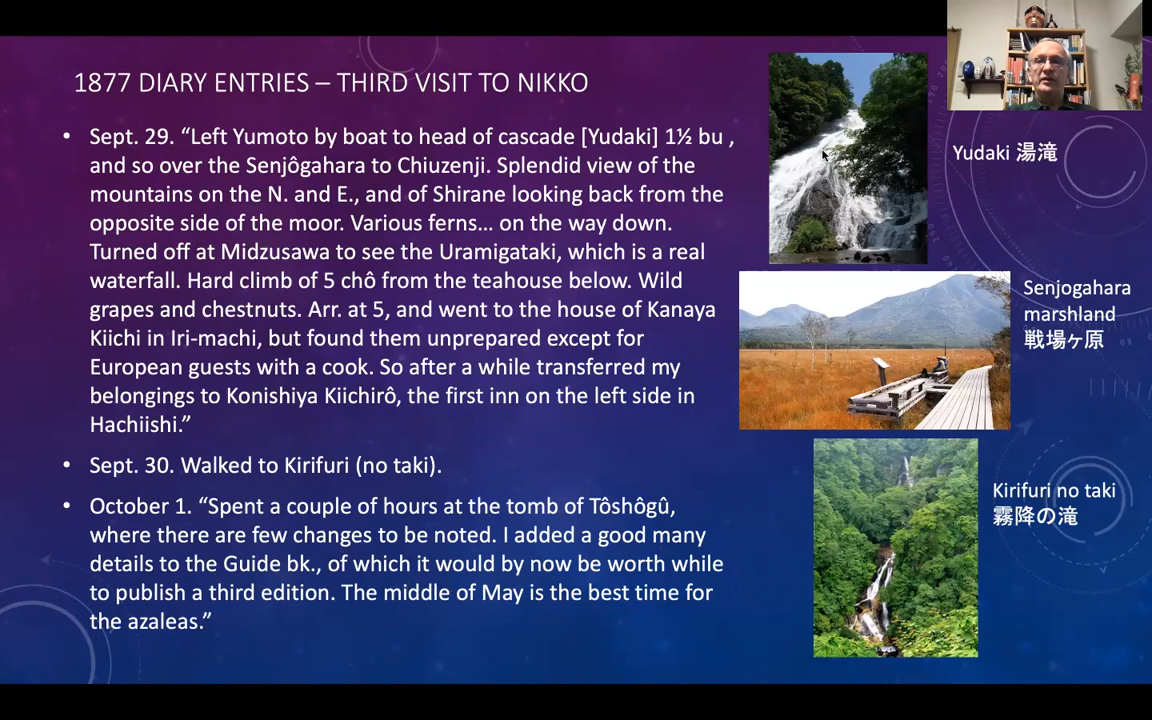 1877 DIARY ENTRIES – THIRD VISIT TO NIKKO
• Sept. 29. “Left Yumoto by boat to head of cascade [Yudaki] 1½ bu ,
and so over the Senjôgahara to Chiuzenji. Splendid view of the
mountains on the N. and E., and of Shirane looking back from the
opposite side of the moor. Various ferns… on the way down.
Turned off at Midzusawa to see the Uramigataki, which is a real
waterfall. Hard climb of 5 chô from the teahouse below. Wild
grapes and chestnuts. Arr. at 5, and went to the house of Kanaya
Kiichi in Iri-machi, but found them unprepared except for
European guests with a cook. So after a while transferred my
belongings to Konishiya Kiichirô, the first inn on the left side in
Hachiishi.”
• Sept. 30. Walked to Kirifuri (no taki).
• October 1. “Spent a couple of hours at the tomb of Tôshôgû,
where there are few changes to be noted. I added a good many
details to the Guide bk., of which it would by now be worth while
to publish a third edition. The middle of May is the best time for
the azaleas.”
Yudaki 湯滝
Senjogahara
marshland
戦場ヶ原
Kirifuri no taki
霧降の滝